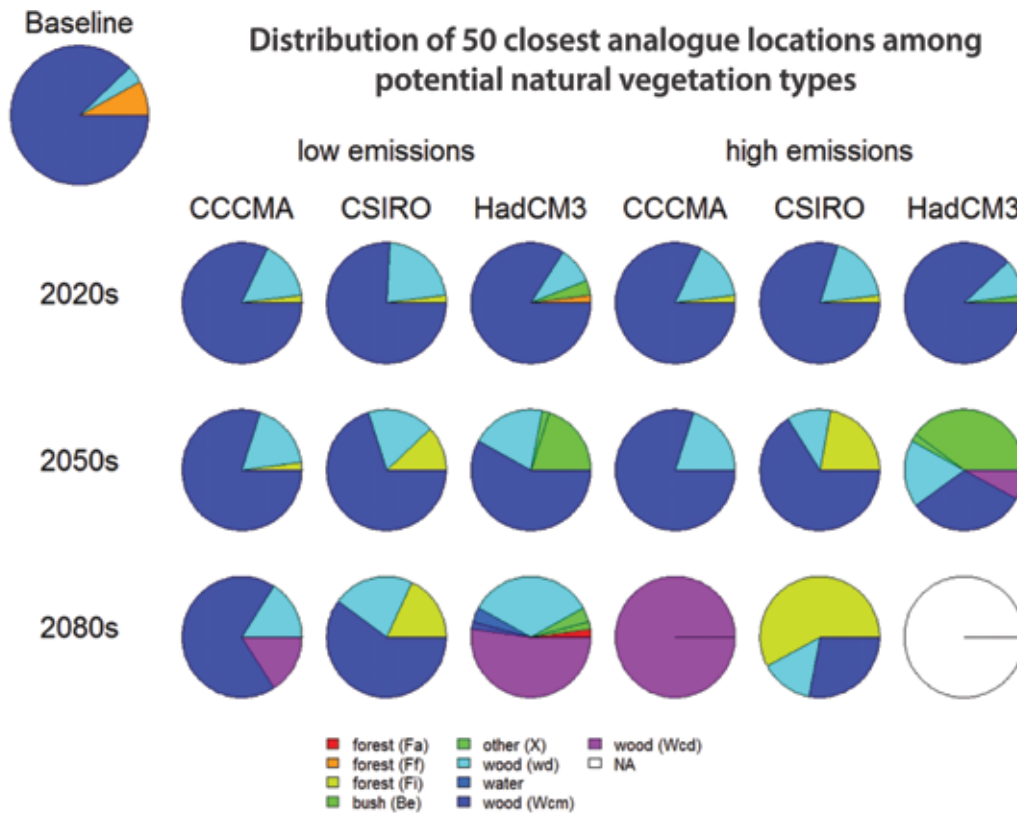 Baseline
Distribution of 50 closest analogue locations among
potential natural vegetation types
low emissions
high emissions
CCCMA
CSIRO
HadCM3
CCCMA
CSIRO
HadCM3
2020s
2050s
2080s
forest (Fa)
forest (Ff)
forest (Fi)
bush (Be)
other (X)
wood (wd)
water
wood (Wcm)
wood (Wcd)
NA